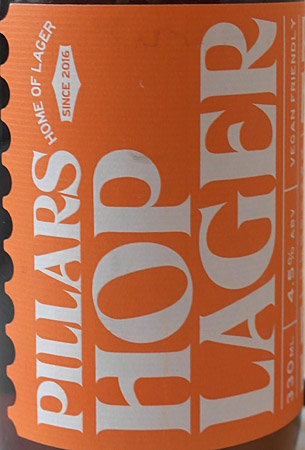 PILLARS
HOME OF LAGER
SINCE 2016
HOP
LAGER
330ML 4.5% ABV VEGAN FRIENDLY